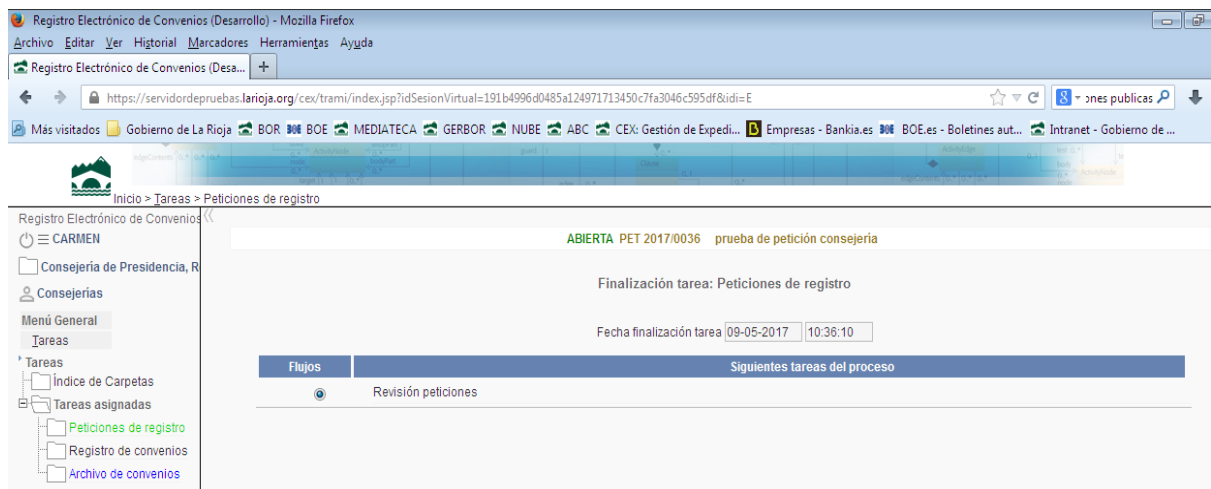 Registro Electrónico de Convenios (Desarrollo) - Mozilla Firefox
Archivo Editar Ver Historial Marcadores Herramientas Ayuda
Registro Electrónico de Convenios (Desa... +
https://servidordepruebas.larioja.org/cex/trami/index.jsp?idSesionVirtual=191b4996d0485a124971713450c7fa3046c595df&idi=E 8 ones publicas
Más visitados Gobierno de La Rioja BOR BOE MEDIATECA GERBOR NUBE ABC CEX: Gestión de Expedi... Empresas - Bankia.es BOE.es - Boletines aut... Intranet - Gobierno de ...
Inicio > Tareas > Peticiones de registro
Registro Electrónico de Convenios
CARMEN
ABIERTA PET 2017/0036 prueba de petición consejería
Consejería de Presidencia, R
Finalización tarea: Peticiones de registro
Consejerías
Menú General
Fecha finalización tarea 09-05-2017 10:36:10
Tareas
Tareas
Flujos Siguientes tareas del proceso
Índice de Carpetas
Revisión peticiones
Tareas asignadas
Peticiones de registro
Registro de convenios
Archivo de convenios